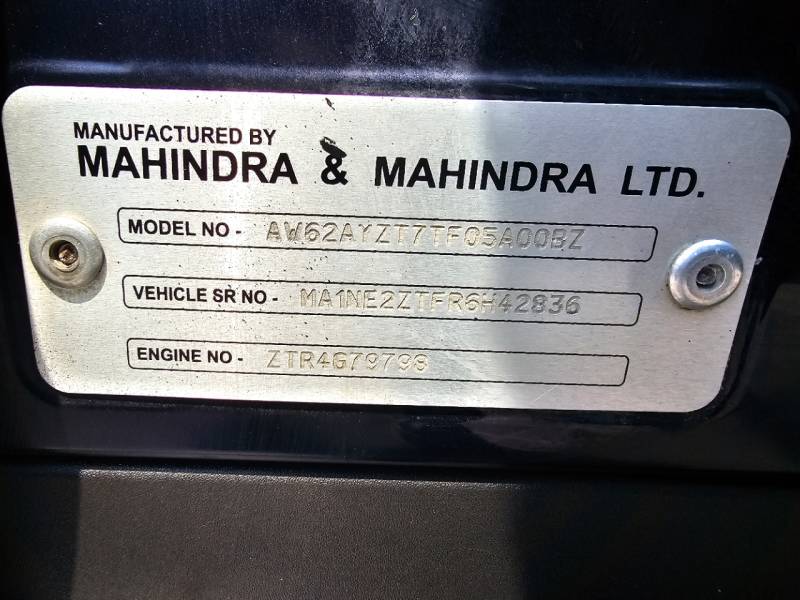 MANUFACTURED BY
MAHINDRA & MAHINDRA LTD.
MODEL NO - AW62AYZT7TF05A00BZ
VEHICLE SR NO - MA1NE2ZTFR6H42836
ENGINE NO - ZTR4G79798